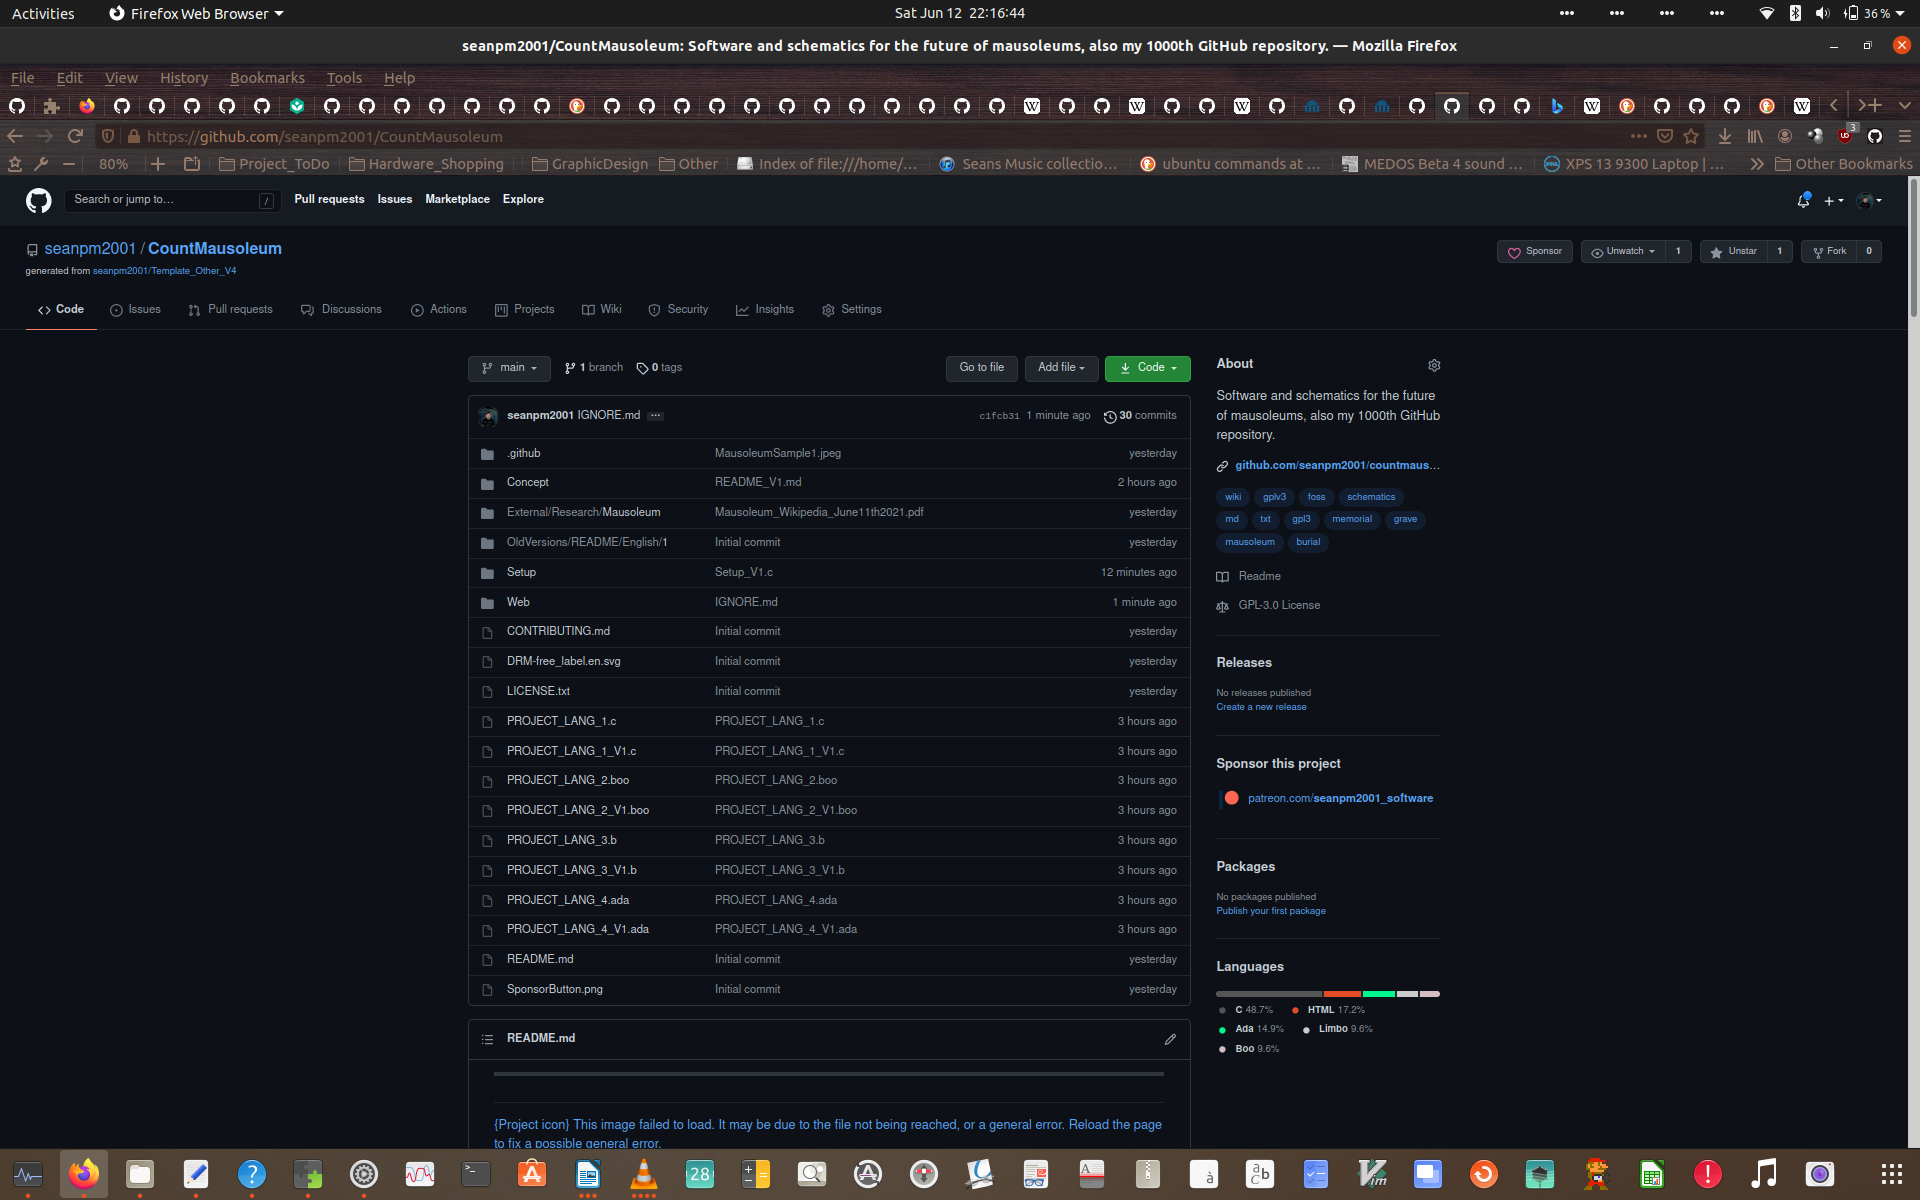 Activities
Firefox Web Browser
Sat Jun 12 22:16:44
36 %
seanpm2001/CountMausoleum: Software and schematics for the future of mausoleums, also my 1000th GitHub repository. — Mozilla Firefox
File Edit View History Bookmarks Tools Help
https://github.com/seanpm2001/CountMausoleum
3
80%
Project_ToDo
Hardware_Shopping
GraphicDesign
Other
Index of file:///home/...
Seans Music collectio...
ubuntu commands at ...
MEDOS Beta 4 sound ...
XPS 13 9300 Laptop | ...
Other Bookmarks
Search or jump to... /
Pull requests Issues Marketplace Explore
seanpm2001 / CountMausoleum
generated from seanpm2001/Template_Other_V4
Sponsor
Unwatch 1
Unstar 1
Fork 0
Code Issues Pull requests Discussions Actions Projects Wiki Security Insights Settings
main 1 branch 0 tags
Go to file Add file Code
seanpm2001 IGNORE.md ... c1fcb31 1 minute ago 30 commits
.github MausoleumSample1.jpeg yesterday
Concept README_V1.md 2 hours ago
External/Research/Mausoleum Mausoleum_Wikipedia_June11th2021.pdf yesterday
OldVersions/README/English/1 Initial commit yesterday
Setup Setup_V1.c 12 minutes ago
Web IGNORE.md 1 minute ago
CONTRIBUTING.md Initial commit yesterday
DRM-free_label.en.svg Initial commit yesterday
LICENSE.txt Initial commit yesterday
PROJECT_LANG_1.c PROJECT_LANG_1.c 3 hours ago
PROJECT_LANG_1_V1.c PROJECT_LANG_1_V1.c 3 hours ago
PROJECT_LANG_2.boo PROJECT_LANG_2.boo 3 hours ago
PROJECT_LANG_2_V1.boo PROJECT_LANG_2_V1.boo 3 hours ago
PROJECT_LANG_3.b PROJECT_LANG_3.b 3 hours ago
PROJECT_LANG_3_V1.b PROJECT_LANG_3_V1.b 3 hours ago
PROJECT_LANG_4.ada PROJECT_LANG_4.ada 3 hours ago
PROJECT_LANG_4_V1.ada PROJECT_LANG_4_V1.ada 3 hours ago
README.md Initial commit yesterday
SponsorButton.png Initial commit yesterday
README.md
{Project icon} This image failed to load. It may be due to the file not being reached, or a general error. Reload the page
to fix a possible general error.
About
Software and schematics for the future
of mausoleums, also my 1000th GitHub
repository.
github.com/seanpm2001/countmaus...
wiki gplv3 foss schematics
md txt gpl3 memorial grave
mausoleum burial
Readme
GPL-3.0 License
Releases
No releases published
Create a new release
Sponsor this project
patreon.com/seanpm2001_software
Packages
No packages published
Publish your first package
Languages
C 48.7% HTML 17.2%
Ada 14.9% Limbo 9.6%
Boo 9.6%
28